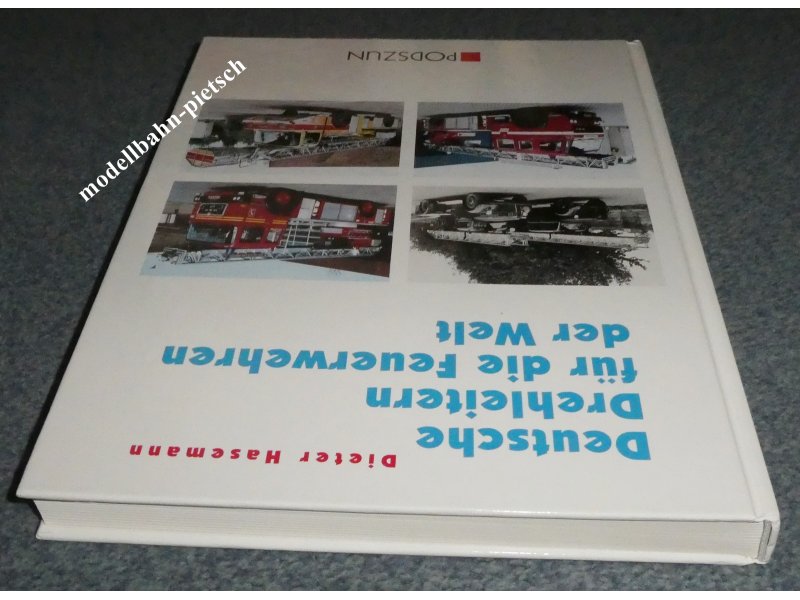 Dieter Hasemann
Deutsche
Drehleitern
für die Feuerwehren
der Welt
PODSZUN
modellbahn-pietsch